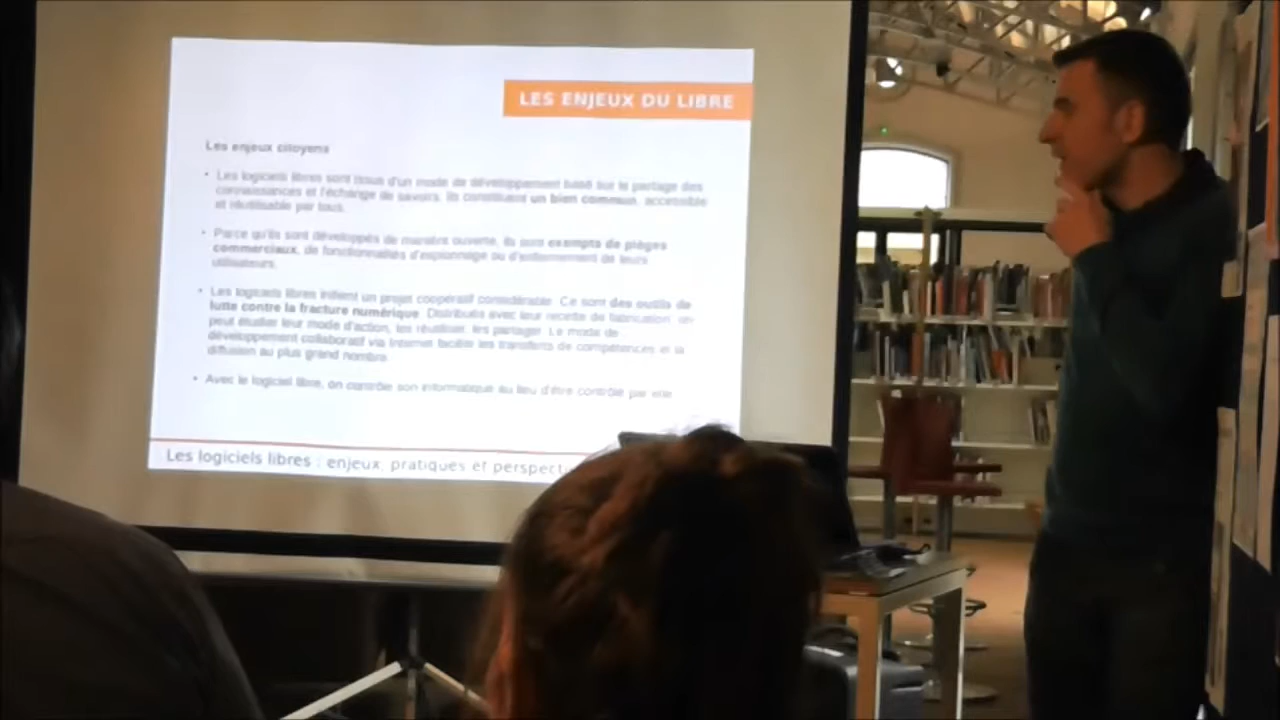 LES ENJEUX DU LIBRE
Les enjeux citoyens
• Les logiciels libres sont issus d'un mode de développement basé sur le partage des
connaissances et l'échange de savoirs. Ils constituent un bien commun, accessible
et réutilisable par tous.
• Parce qu'ils sont développés de manière ouverte, ils sont exempts de pièges
commerciaux, de fonctionnalités d'espionnage ou d'enfermement de leurs
utilisateurs.
• Les logiciels libres initient un projet coopératif considérable. Ce sont des outils de
lutte contre la fracture numérique. Distribués avec leur recette de fabrication, on
peut étudier leur mode d'action, les réutiliser, les partager. Le mode de
développement collaboratif via Internet facilite les transferts de compétences et la
diffusion au plus grand nombre.
• Avec le logiciel libre, on contrôle son informatique au lieu d'être contrôlé par elle
Les logiciels libres : enjeux, pratiques et perspecti